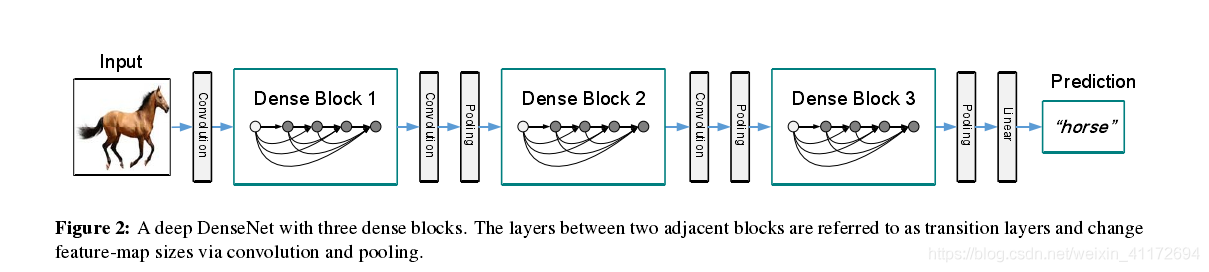 Input
Prediction
Convolution
Dense Block 1
Convolution
Pooling
Dense Block 2
Convolution
Pooling
Dense Block 3
Pooling
Linear
“horse”
Figure 2: A deep DenseNet with three dense blocks. The layers between two adjacent blocks are referred to as transition layers and change
feature-map sizes via convolution and pooling.
https://blog.csdn.net/weixin_41172694